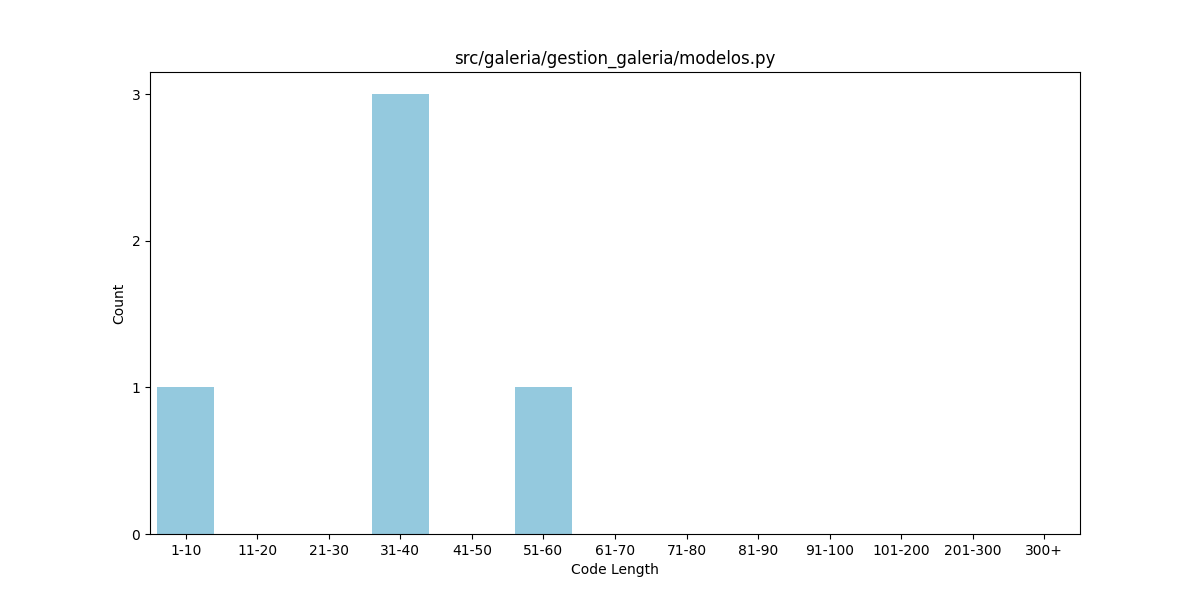 src/galeria/gestion_galeria/modelos.py
3
2
1
0
Count
1-10 11-20 21-30 31-40 41-50 51-60 61-70 71-80 81-90 91-100 101-200 201-300 300+
Code Length